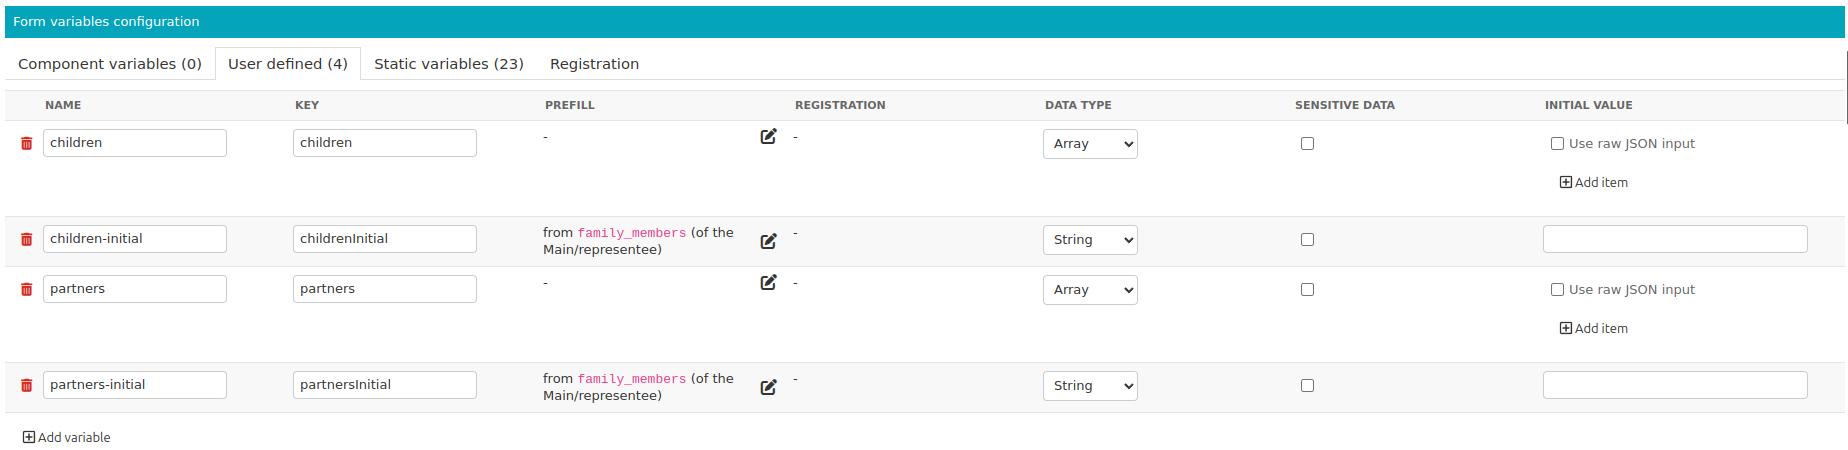 Form variables configuration
Component variables (0) User defined (4) Static variables (23) Registration
NAME KEY PREFILL REGISTRATION DATA TYPE SENSITIVE DATA INITIAL VALUE
children children - - Array Use raw JSON input
Add item
children-initial childrenInitial from family_members (of the Main/representee) - String
partners partners - - Array Use raw JSON input
Add item
partners-initial partnersInitial from family_members (of the Main/representee) - String
Add variable